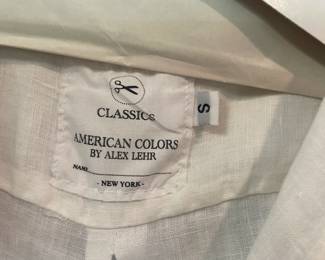 CLASSICS
S
AMERICAN COLORS
BY ALEX LEHR
NAME
- NEW YORK -